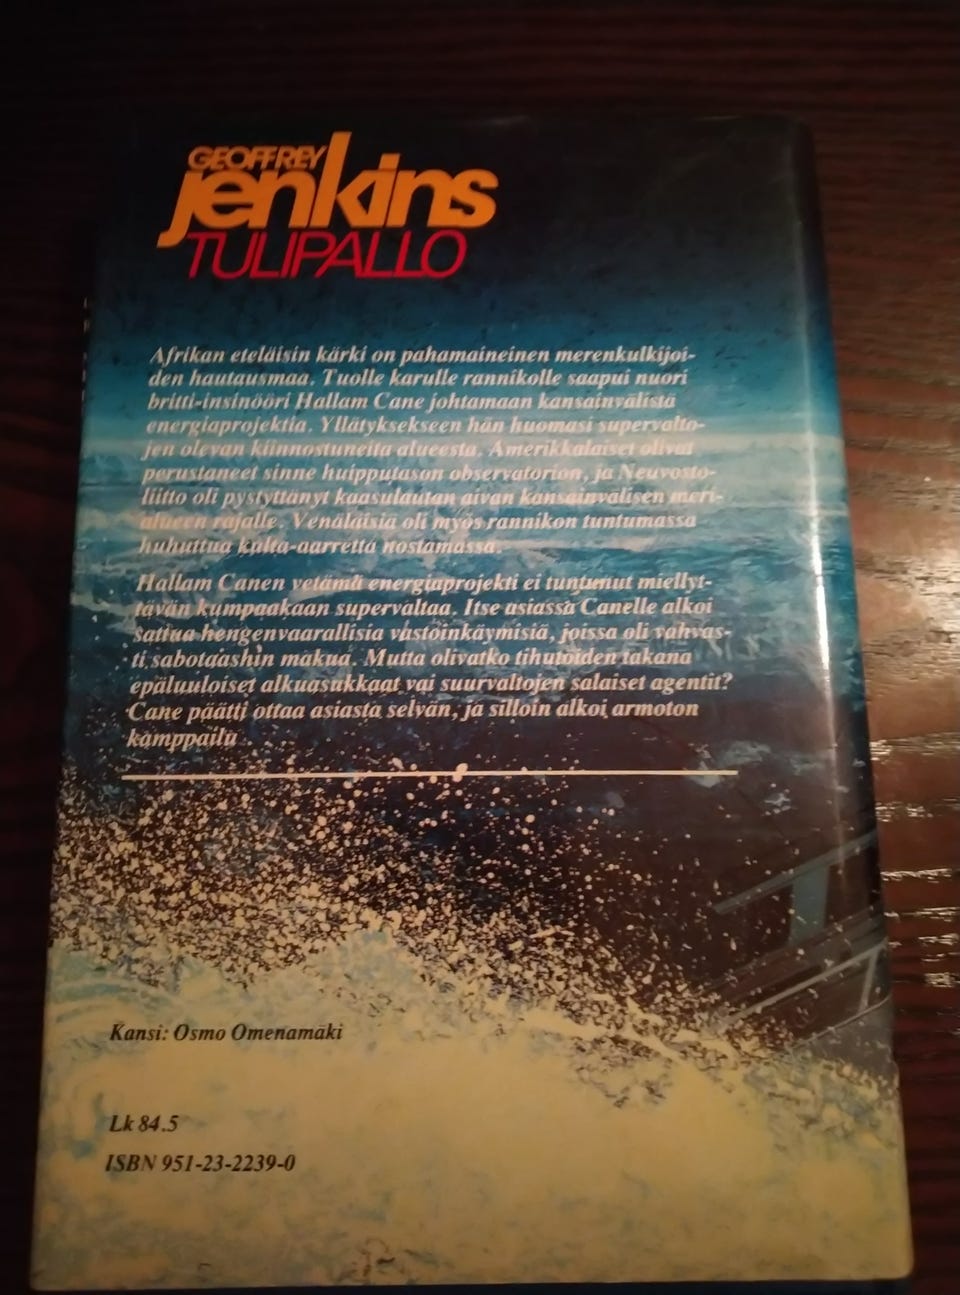 GEOFFREY
jenkins
TULIPALLO
Afrikan eteläisin kärki on pahamaineinen merenkulkijoi-
den hautausmaa. Tuolle karulle rannikolle saapui nuori
britti-insinööri Hallam Cane johtamaan kansainvälistä
energiaprojektia. Yllätyksekseen hän huomasi supervalto-
jen olevan kiinnostuneita alueesta. Amerikkalaiset olivat
perustaneet sinne huipputason observatorion, ja Neuvosto-
liitto oli pystyttänyt kaasulautan aivan kansainvälisen meri-
alueen rajalle. Venäläisiä oli myös rannikon tuntumassa
huhuttua kulta-aarretta nostamassa.
Hallam Canen vetämä energiaprojekti ei tuntunut miellyt-
tävän kumpaakaan supervaltaa. Itse asiassa Canelle alkoi
sattua hengenvaarallisia vastoinkäymisiä, joissa oli vahvas-
ti sabotaashin makua. Mutta olivatko tihutöiden takana
epäluuloiset alkuasukkaat vai suurvaltojen salaiset agentit?
Cane päätti ottaa asiasta selvän, ja silloin alkoi armoton
kamppailu .
Kansi: Osmo Omenamäki
Lk 84.5
ISBN 951-23-2239-0